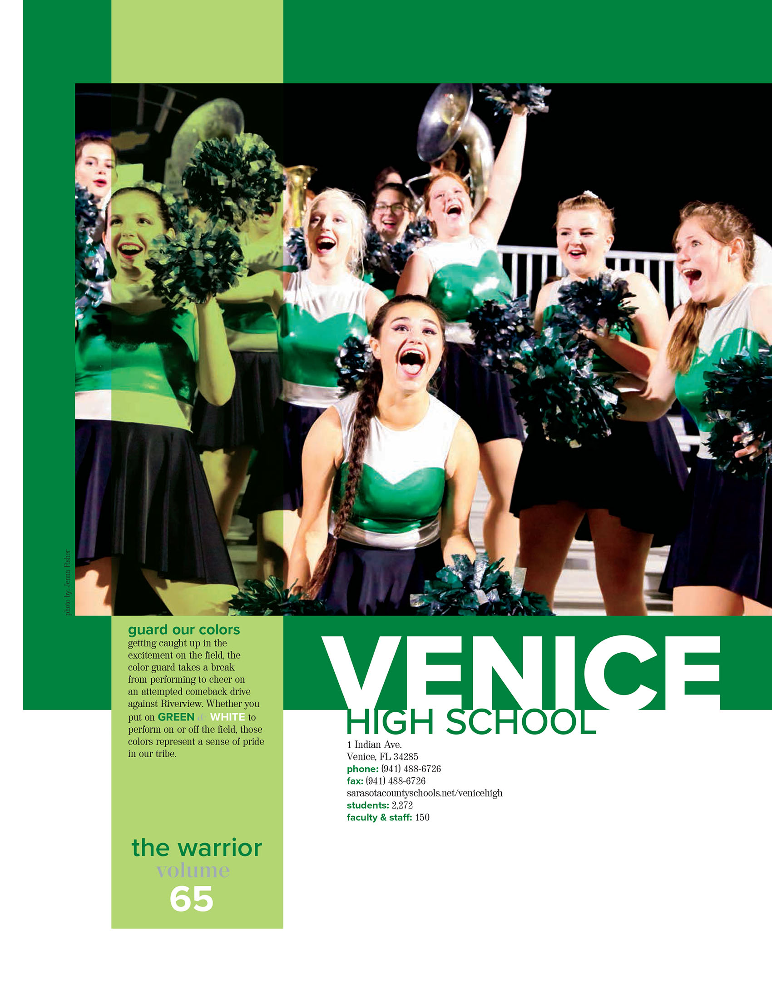 photo by: Jenna Fisher
guard our colors
getting caught up in the
excitement on the field, the
color guard takes a break
from performing to cheer on
an attempted comeback drive
against Riverview. Whether you
put on GREEN & WHITE to
perform on or off the field, those
colors represent a sense of pride
in our tribe.
the warrior
volume
65
VENICE
HIGH SCHOOL
1 Indian Ave.
Venice, FL 34285
phone: (941) 488-6726
fax: (941) 488-6726
sarasotacountyschools.net/venicehigh
students: 2,272
faculty & staff: 150